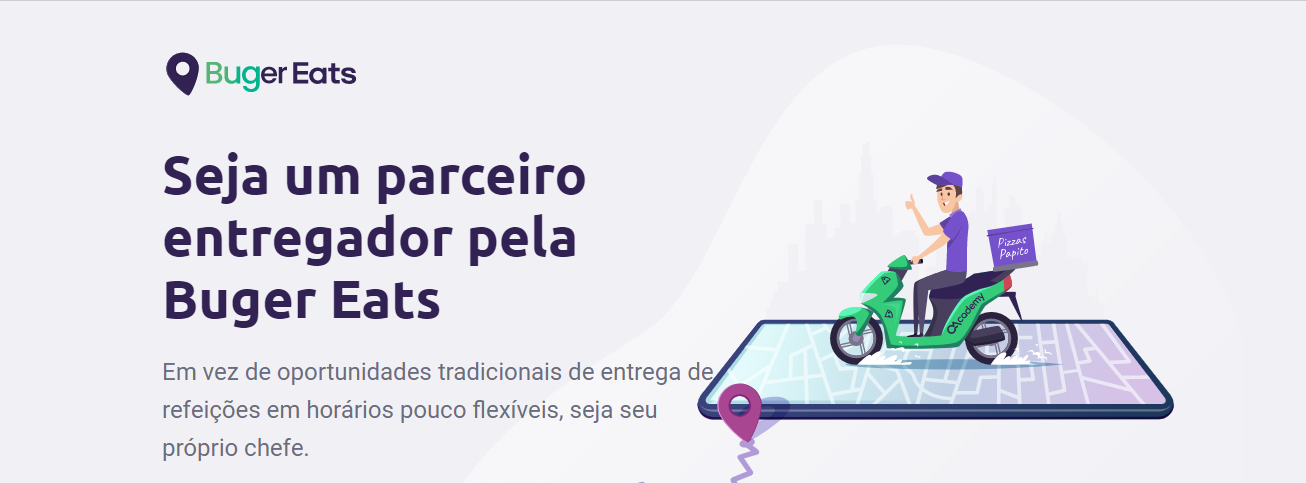 Buger Eats
Seja um parceiro
entregador pela
Buger Eats
Pizzas
Papito
QAcademy
Em vez de oportunidades tradicionais de entrega de
refeições em horários pouco flexíveis, seja seu
próprio chefe.